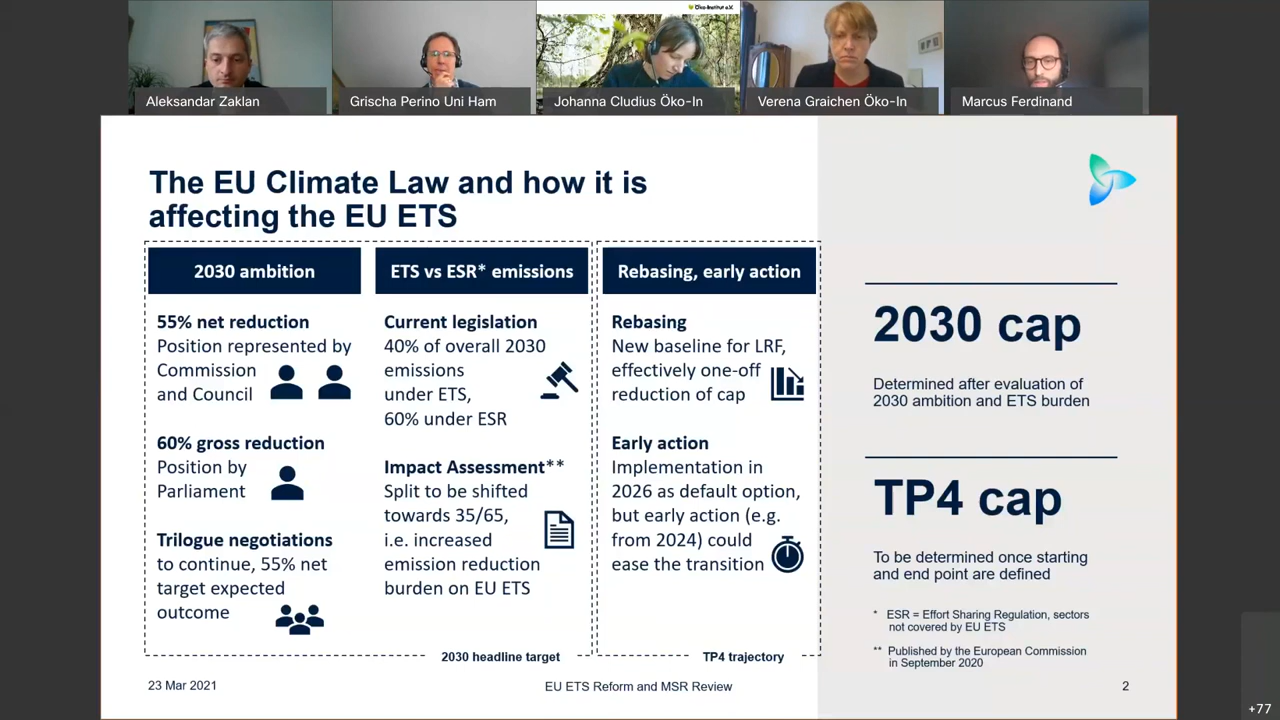 Öko-Institut e.V.
Aleksandar Zaklan
Grischa Perino Uni Ham
Johanna Cludius Öko-In
Verena Graichen Öko-In
Marcus Ferdinand
The EU Climate Law and how it is
affecting the EU ETS
2030 ambition
55% net reduction
Position represented by
Commission
and Council
60% gross reduction
Position by
Parliament
Trilogue negotiations
to continue, 55% net
target expected
outcome
ETS vs ESR* emissions
Current legislation
40% of overall 2030
emissions
under ETS,
60% under ESR
Impact Assessment**
Split to be shifted
towards 35/65,
i.e. increased
emission reduction
burden on EU ETS
2030 headline target
Rebasing, early action
Rebasing
New baseline for LRF,
effectively one-off
reduction of cap
Early action
Implementation in
2026 as default option,
but early action (e.g.
from 2024) could
ease the transition
TP4 trajectory
2030 cap
Determined after evaluation of
2030 ambition and ETS burden
TP4 cap
To be determined once starting
and end point are defined
* ESR = Effort Sharing Regulation, sectors
not covered by EU ETS
** Published by the European Commission
in September 2020
23 Mar 2021
EU ETS Reform and MSR Review
2
+77